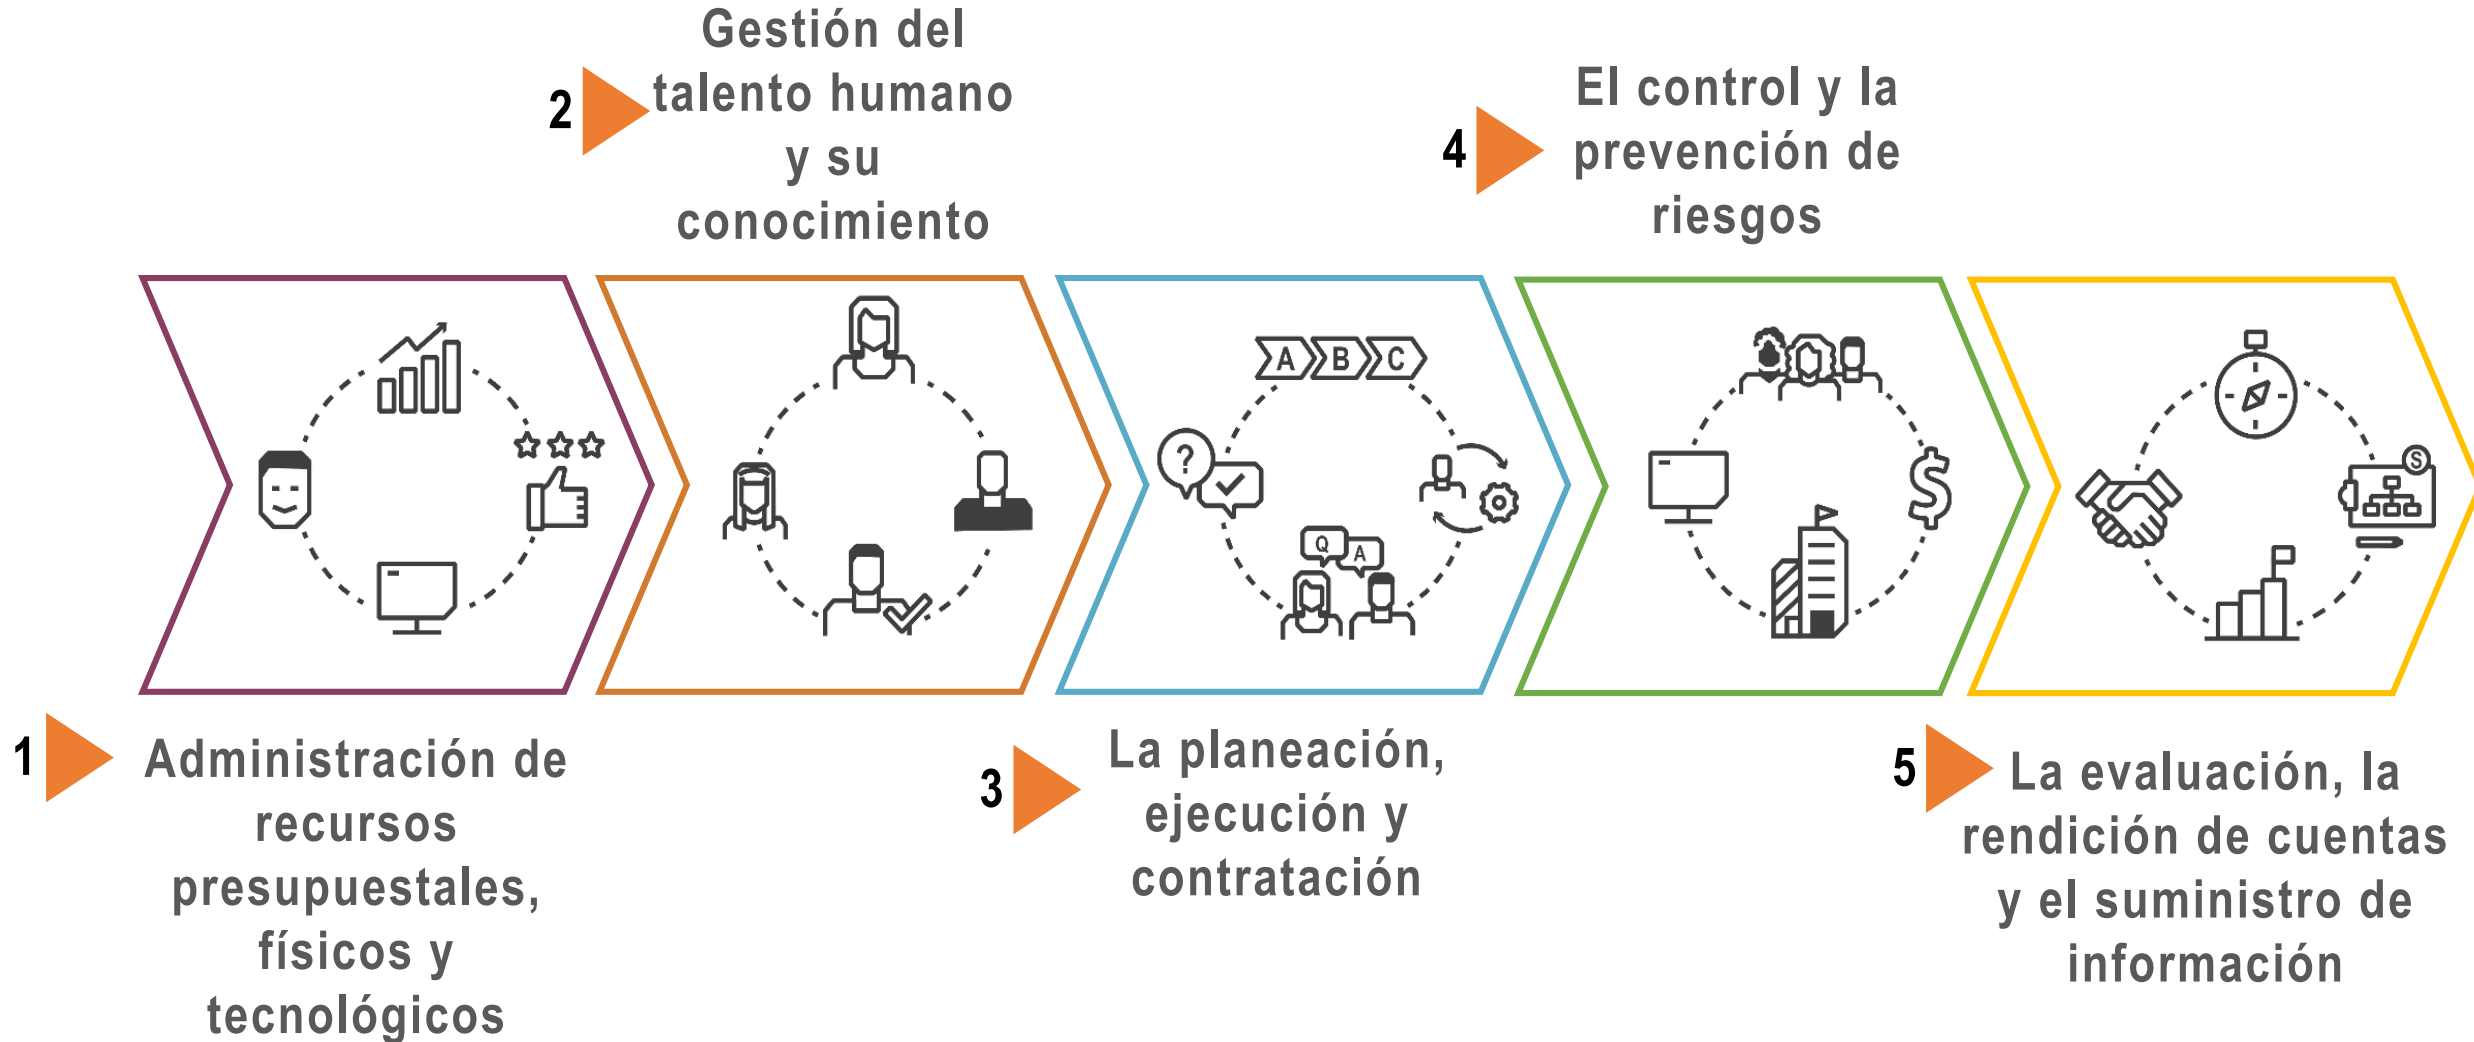 1
Administración de
recursos
presupuestales,
físicos y
tecnológicos
2
Gestión del
talento humano
y su
conocimiento
3
La planeación,
ejecución y
contratación
4
El control y la
prevención de
riesgos
5
La evaluación, la
rendición de cuentas
y el suministro de
información
A B C
?
Q A
$
S